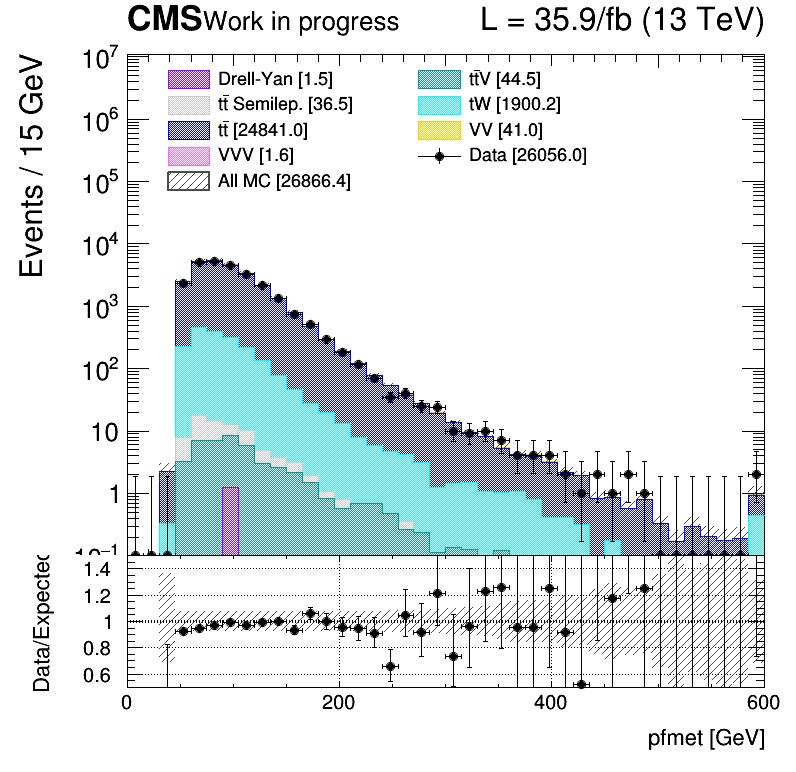 CMS Work in progress L = 35.9/fb (13 TeV)
Events / 15 GeV
10^7
10^6
10^5
10^4
10^3
10^2
10
1
10^-1
Drell-Yan [1.5]
tt̄ Semilep. [36.5]
tt̄ [24841.0]
VVV [1.6]
All MC [26866.4]
tt̄V [44.5]
tW [1900.2]
VV [41.0]
Data [26056.0]
Data/Expected
1.4
1.2
1
0.8
0.6
0 200 400 600
pfmet [GeV]